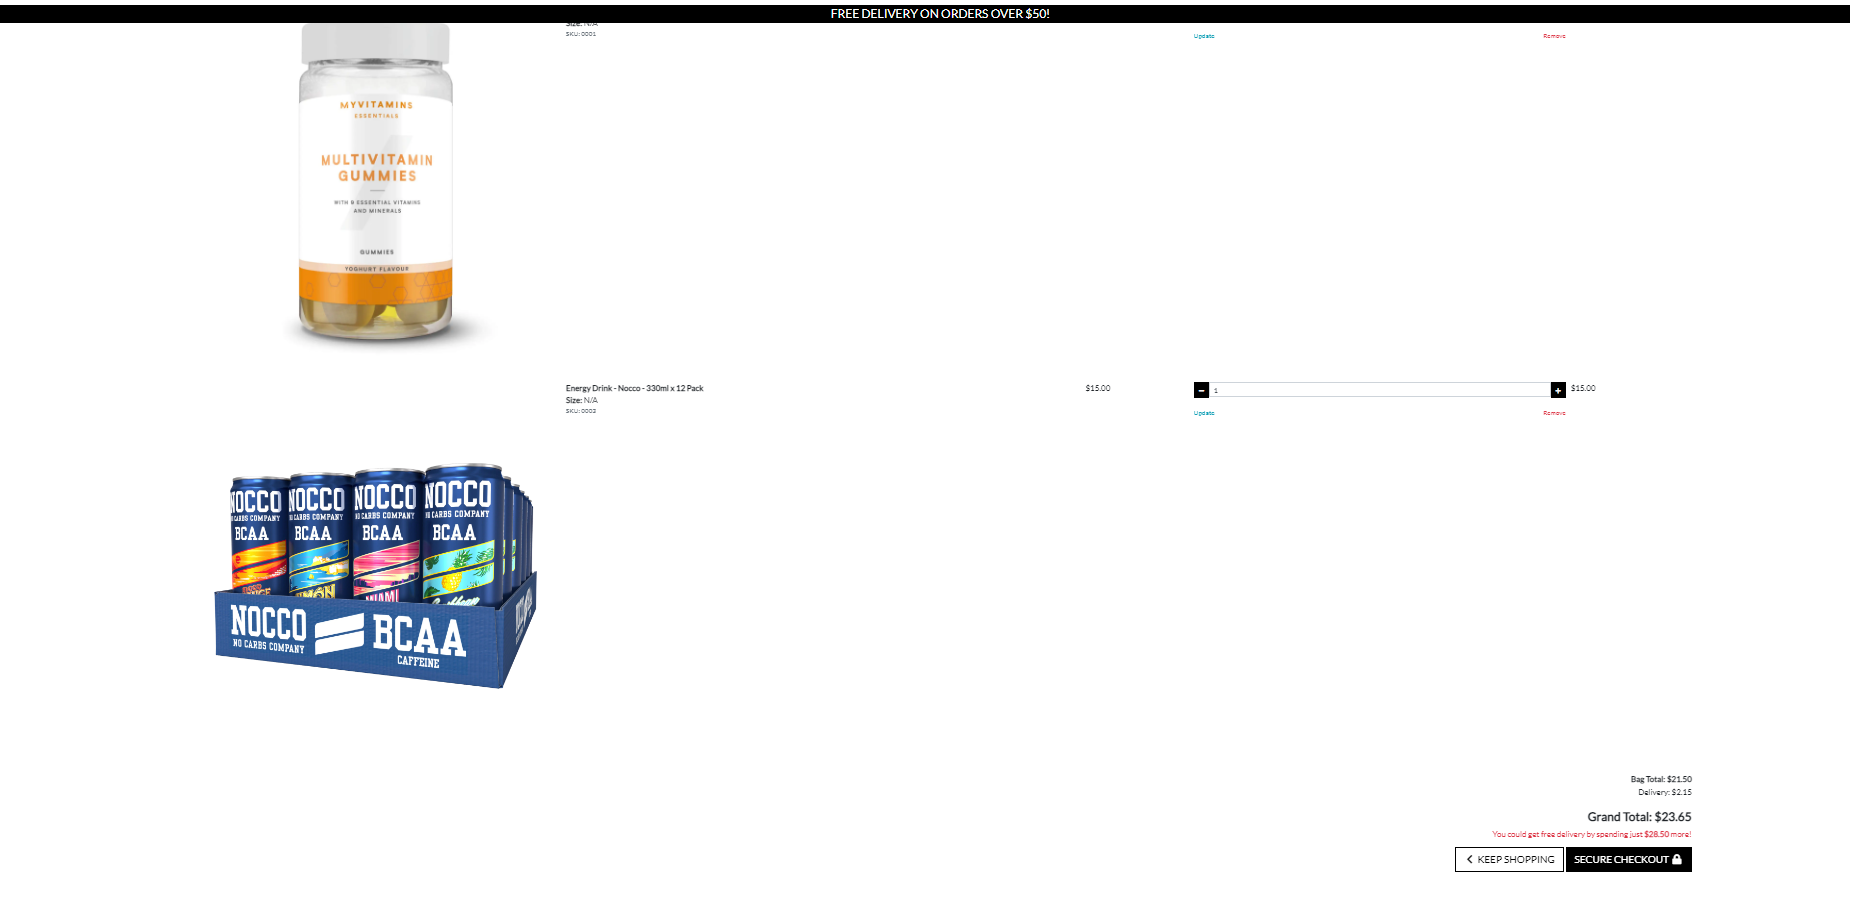 FREE DELIVERY ON ORDERS OVER $50!
Size: N/A
SKU: 0001
Update
Remove
MYVITAMINS
ESSENTIALS
MULTIVITAMIN
GUMMIES
WITH 9 ESSENTIAL VITAMINS
AND MINERALS
GUMMIES
YOGHURT FLAVOUR
Energy Drink - Nocco - 330ml x 12 Pack
$15.00
1
$15.00
Size: N/A
SKU: 0003
Update
Remove
NOCCO NOCCO NOCCO NOCCO
NO CARBS COMPANY NO CARBS COMPANY NO CARBS COMPANY NO CARBS COMPANY
BCAA BCAA BCAA BCAA
MIAMI
Caribbean
NOCCO
NO CARBS COMPANY
BCAA
CAFFEINE
Bag Total: $21.50
Delivery: $2.15
Grand Total: $23.65
You could get free delivery by spending just $28.50 more!
KEEP SHOPPING
SECURE CHECKOUT